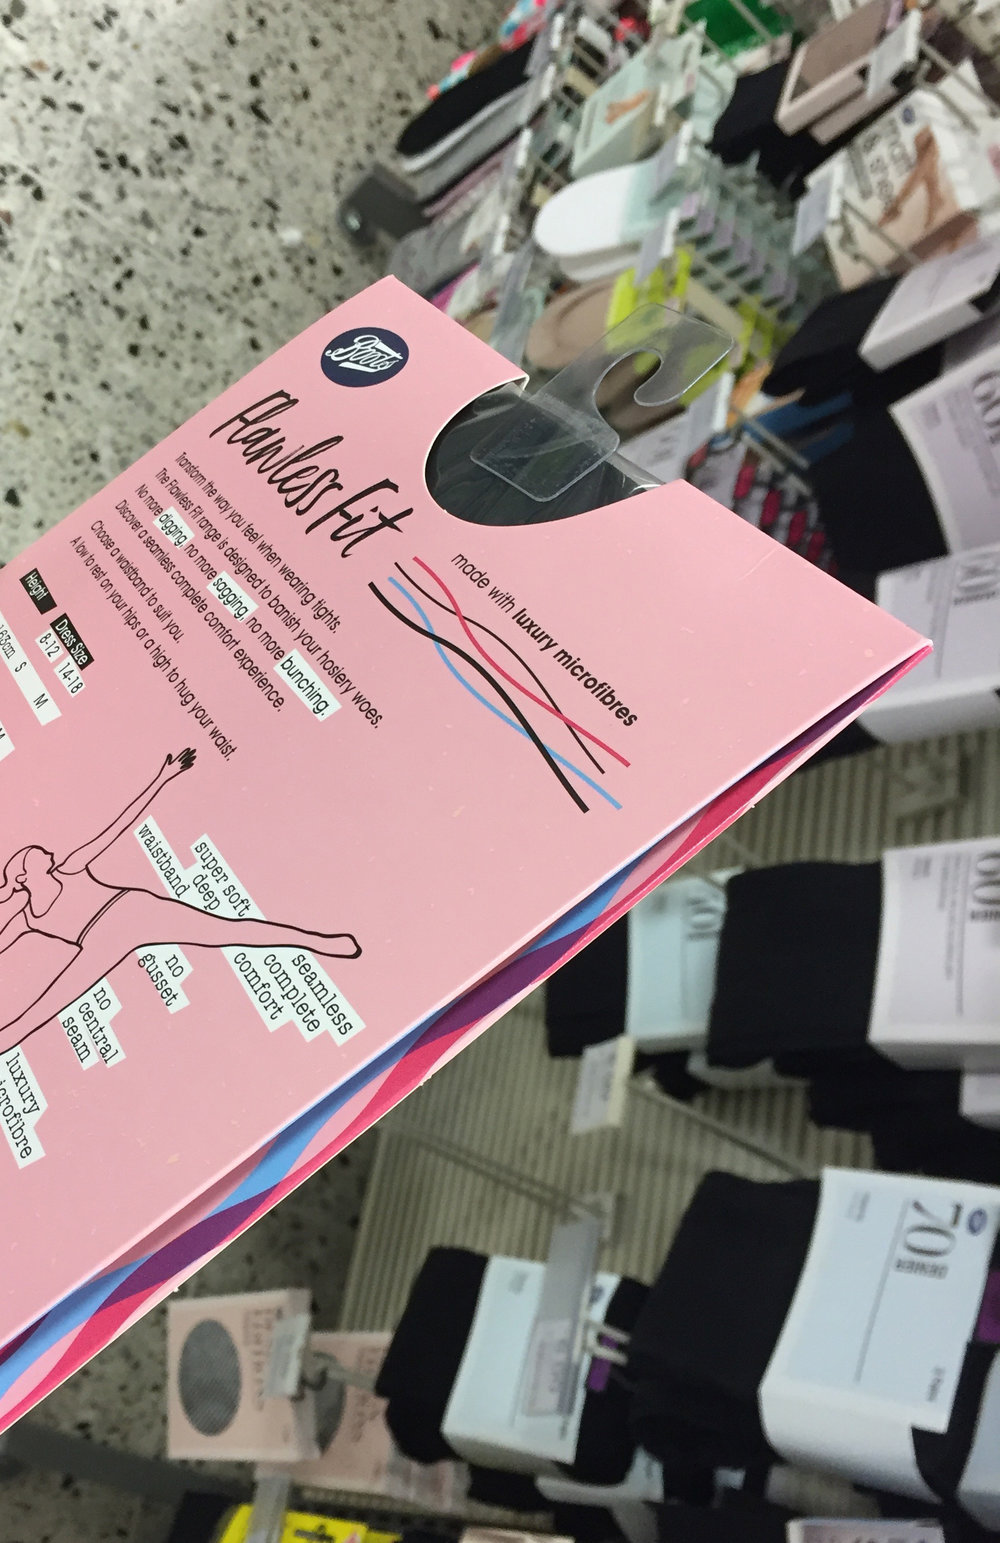 Boots
Flawless Fit
Transform the way you feel when wearing tights.
The Flawless Fit range is designed to banish your hosiery woes.
No more digging, no more sagging, no more bunching.
Discover a seamless complete comfort experience.
Choose a waistband to suit you.
A low to rest on your hips or a high to hug your waist.
made with luxury microfibres
Height
Dress Size
8-12
14-18
163cm
S
M
M
super soft
deep
waistband
seamless
complete
comfort
no
gusset
no
central
seam
luxury
microfibre
60
60
70
DENIER